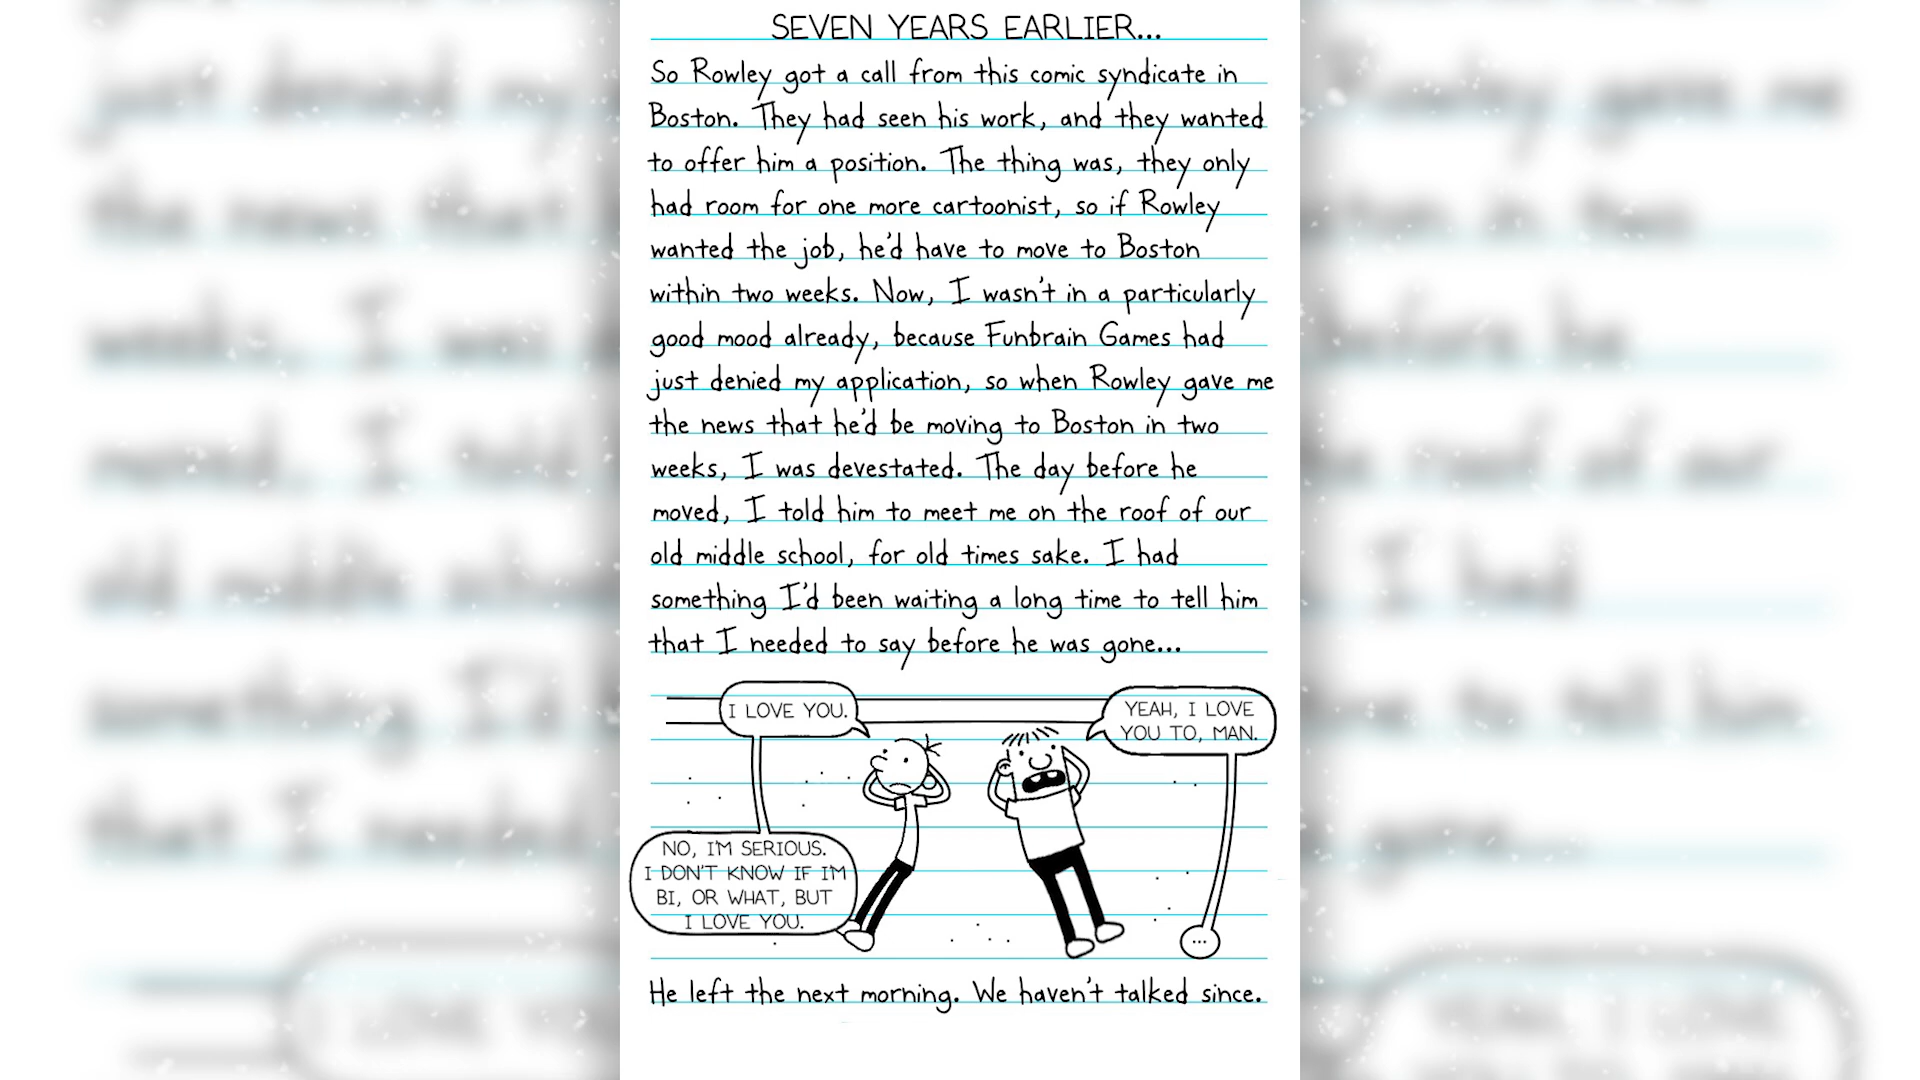 SEVEN YEARS EARLIER...
So Rowley got a call from this comic syndicate in
Boston. They had seen his work, and they wanted
to offer him a position. The thing was, they only
had room for one more cartoonist, so if Rowley
wanted the job, he'd have to move to Boston
within two weeks. Now, I wasn't in a particularly
good mood already, because Funbrain Games had
just denied my application, so when Rowley gave me
the news that he'd be moving to Boston in two
weeks, I was devestated. The day before he
moved, I told him to meet me on the roof of our
old middle school, for old times sake. I had
something I'd been waiting a long time to tell him
that I needed to say before he was gone...
I LOVE YOU.
YEAH, I LOVE
YOU TO, MAN.
NO, I'M SERIOUS.
I DON'T KNOW IF I'M
BI, OR WHAT, BUT
I LOVE YOU.
...
He left the next morning. We haven't talked since.